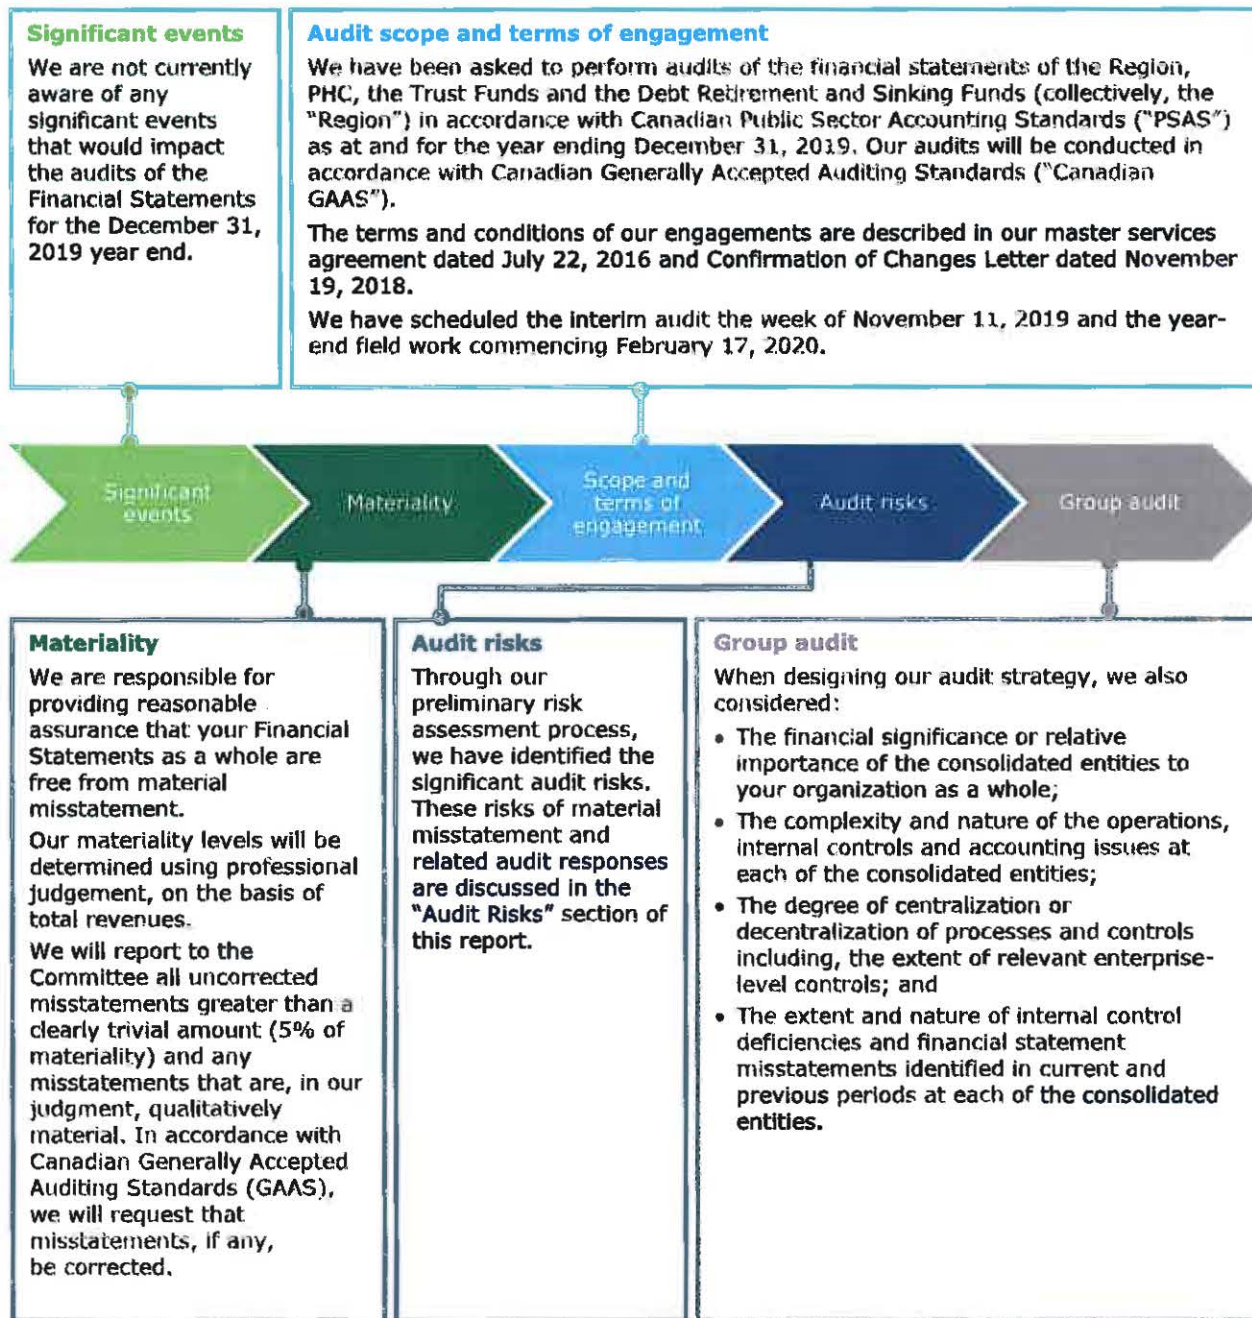 Significant events
We are not currently
aware of any
significant events
that would impact
the audits of the
Financial Statements
for the December 31,
2019 year end.
Audit scope and terms of engagement
We have been asked to perform audits of the financial statements of the Region,
PHC, the Trust Funds and the Debt Retirement and Sinking Funds (collectively, the
"Region") in accordance with Canadian Public Sector Accounting Standards ("PSAS")
as at and for the year ending December 31, 2019. Our audits will be conducted in
accordance with Canadian Generally Accepted Auditing Standards ("Canadian
GAAS").
The terms and conditions of our engagements are described in our master services
agreement dated July 22, 2016 and Confirmation of Changes Letter dated November
19, 2018.
We have scheduled the interim audit the week of November 11, 2019 and the year-
end field work commencing February 17, 2020.
Significant
events
Materiality
Scope and
terms of
engagement
Audit risks
Group audit
Materiality
We are responsible for
providing reasonable
assurance that your Financial
Statements as a whole are
free from material
misstatement.
Our materiality levels will be
determined using professional
judgement, on the basis of
total revenues.
We will report to the
Committee all uncorrected
misstatements greater than a
clearly trivial amount (5% of
materiality) and any
misstatements that are, in our
judgment, qualitatively
material. In accordance with
Canadian Generally Accepted
Auditing Standards (GAAS),
we will request that
misstatements, if any,
be corrected.
Audit risks
Through our
preliminary risk
assessment process,
we have identified the
significant audit risks.
These risks of material
misstatement and
related audit responses
are discussed in the
"Audit Risks" section of
this report.
Group audit
When designing our audit strategy, we also
considered:
• The financial significance or relative
importance of the consolidated entities to
your organization as a whole;
• The complexity and nature of the operations,
internal controls and accounting issues at
each of the consolidated entities;
• The degree of centralization or
decentralization of processes and controls
including, the extent of relevant enterprise-
level controls; and
• The extent and nature of internal control
deficiencies and financial statement
misstatements identified in current and
previous periods at each of the consolidated
entities.